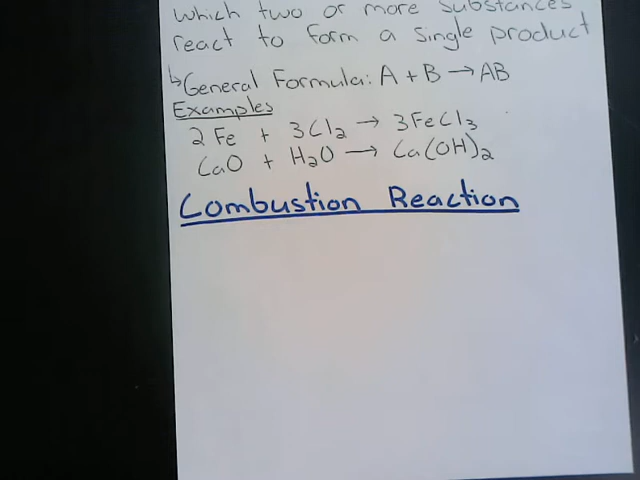 which two or more substances
react to form a single product
↳General Formula: A + B → AB
Examples
2 Fe + 3Cl2 → 3FeCl3
CaO + H2O → Ca(OH)2
Combustion Reaction